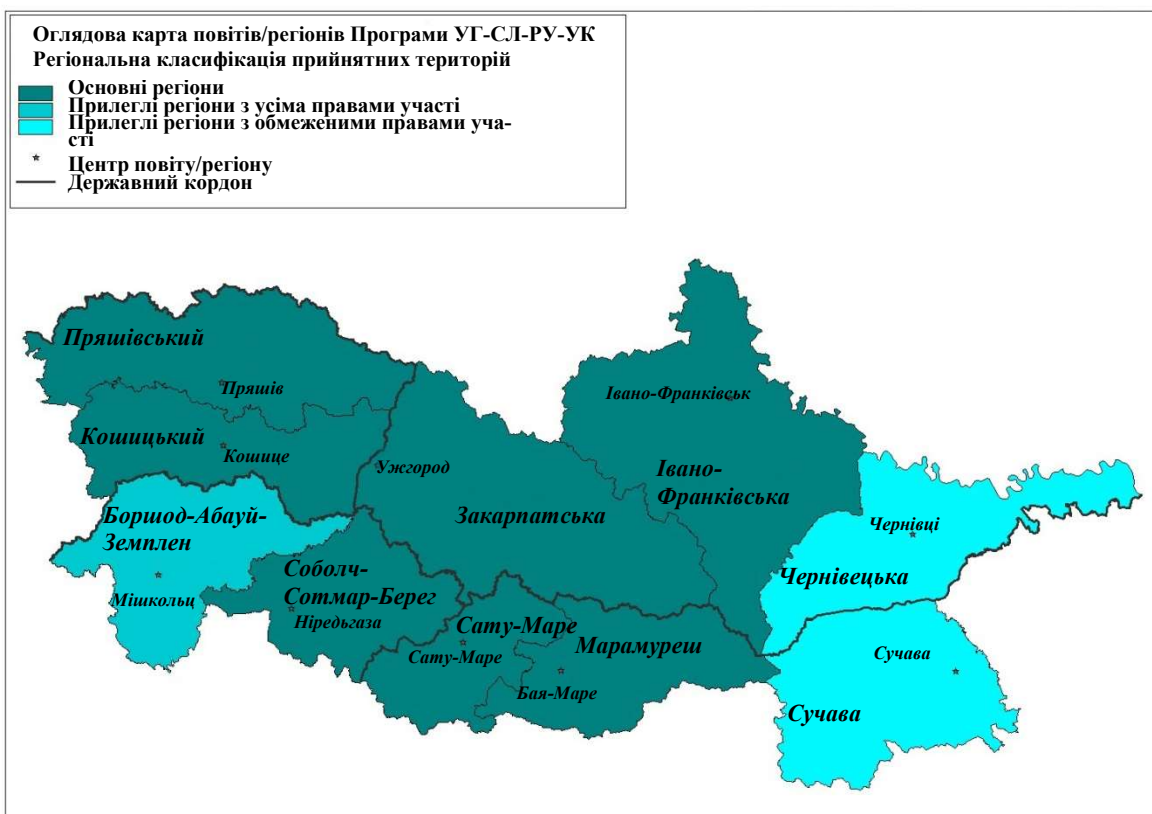 Оглядова карта повітів/регіонів Програми УГ-СЛ-РУ-УК
Регіональна класифікація прийнятних територій
Основні регіони
Прилеглі регіони з усіма правами участі
Прилеглі регіони з обмеженими правами уча-
сті
Центр повіту/регіону
Державний кордон
Пряшівський
Пряшів
Івано-Франківськ
Кошицький
Кошице
Ужгород
Івано-
Франківська
Боршод-Абауй-
Земплен
Закарпатська
Чернівці
Чернівецька
Соболч-
Сотмар-Берег
Мішкольц
Ніредьгаза
Сату-Маре
Сату-Маре
Марамуреш
Бая-Маре
Сучава
Сучава